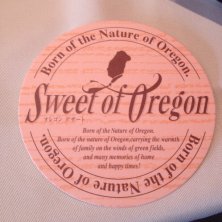 Born of the Nature of Oregon.
Sweet of Oregon
オレゴン デザート
Born of the Nature of Oregon.
Born of the nature of Oregon,carrying the warmth
of family on the winds of green fields,
and many memories of home
and happy times!
Born of the Nature of Oregon.